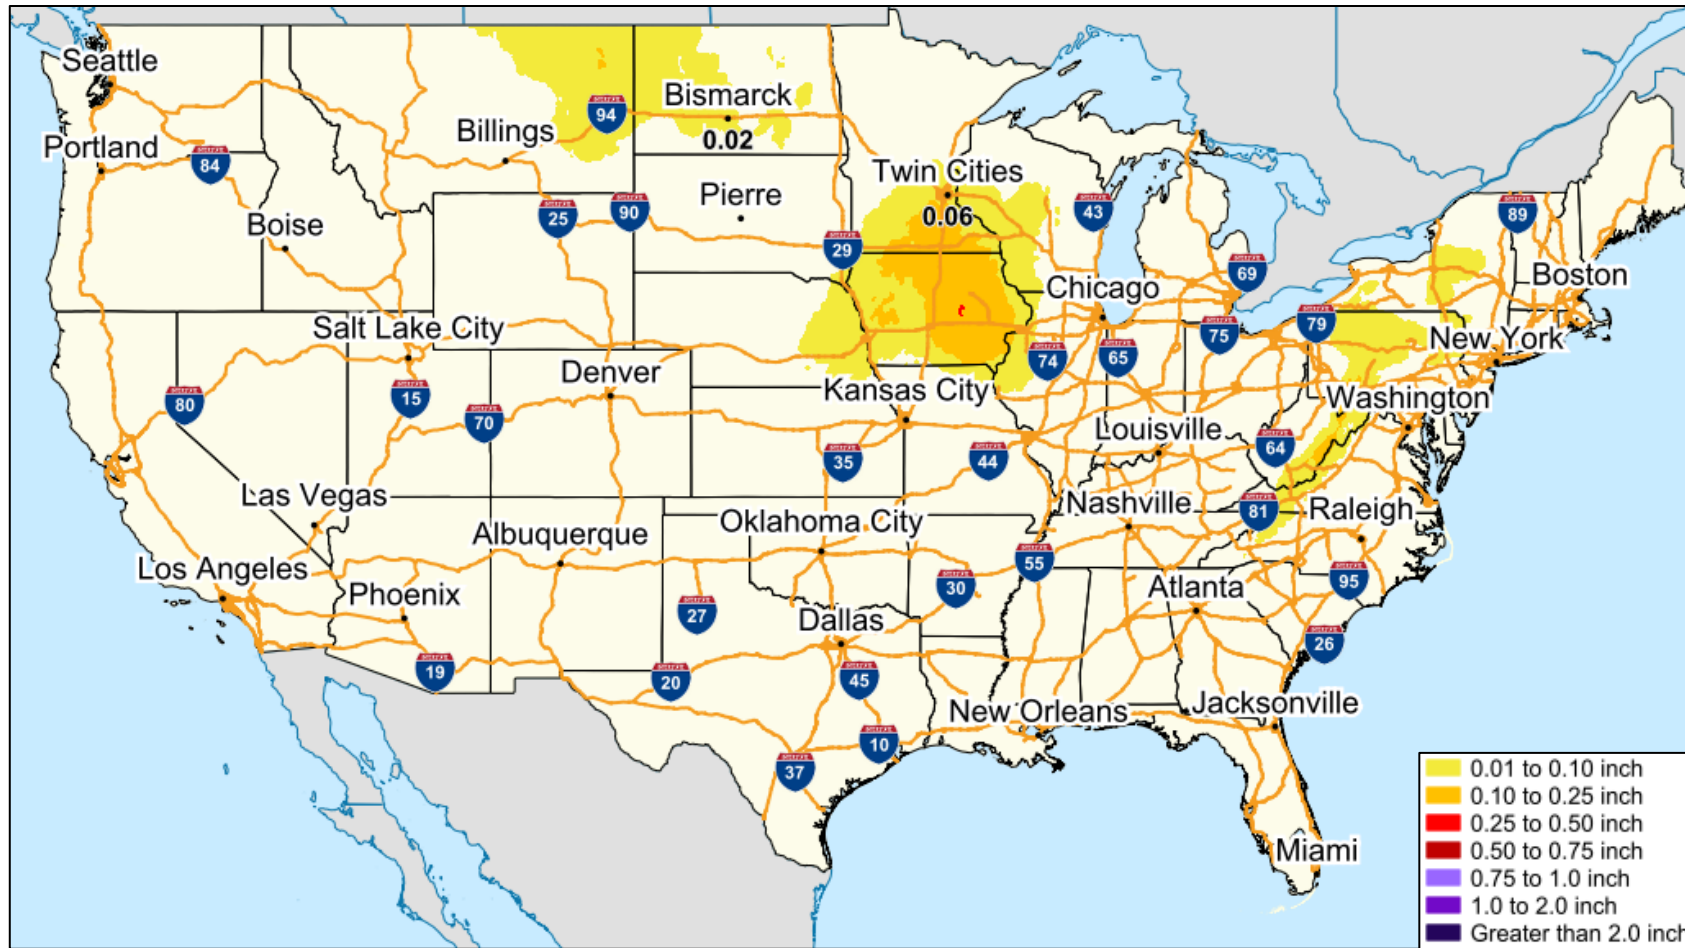 Seattle
Portland
84
Billings
94
Bismarck
0.02
Twin Cities
0.06
Pierre
Boise
25
90
29
43
69
89
Boston
Chicago
Salt Lake City
Denver
79
75
New York
74
65
80
15
70
Kansas City
Washington
Louisville
64
35
44
Las Vegas
Albuquerque
Oklahoma City
Nashville
81
Raleigh
Los Angeles
Phoenix
55
30
27
Dallas
Atlanta
95
26
19
20
45
New Orleans
Jacksonville
10
37
Miami
0.01 to 0.10 inch
0.10 to 0.25 inch
0.25 to 0.50 inch
0.50 to 0.75 inch
0.75 to 1.0 inch
1.0 to 2.0 inch
Greater than 2.0 inch